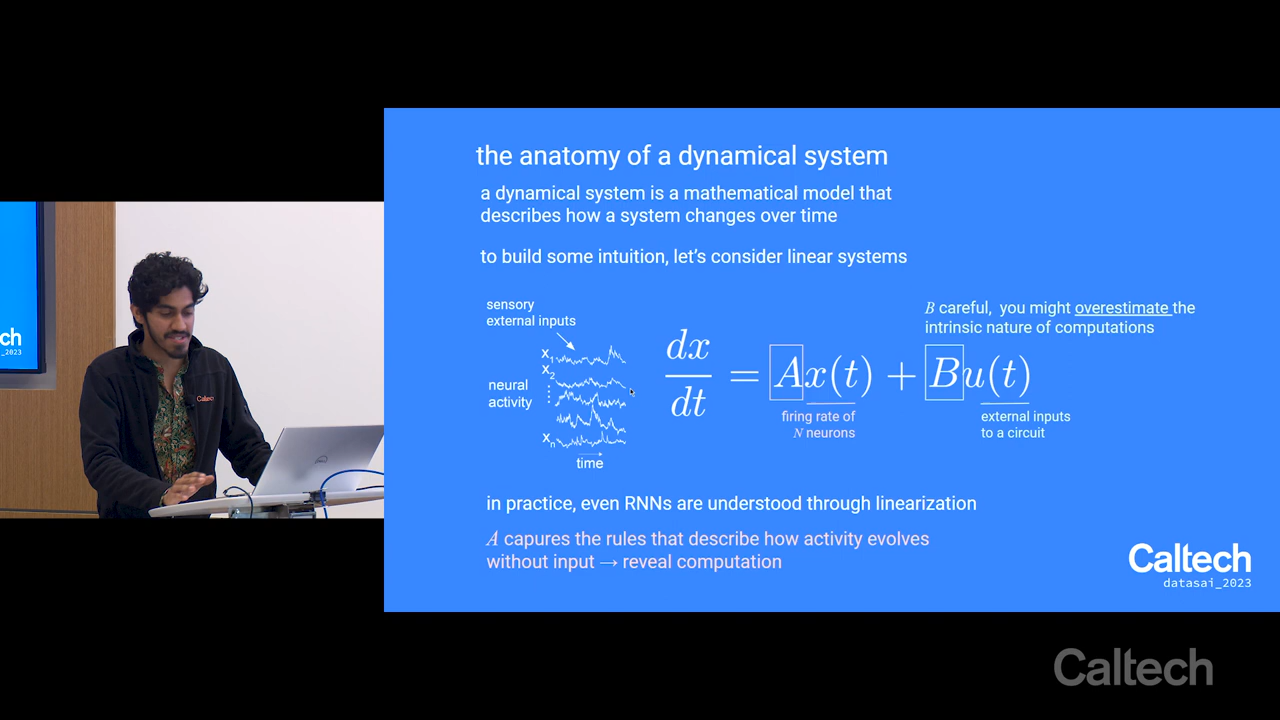 the anatomy of a dynamical system
a dynamical system is a mathematical model that
describes how a system changes over time
to build some intuition, let's consider linear systems
sensory
external inputs
x1
x2
xn
neural
activity
time
B careful, you might overestimate the
intrinsic nature of computations
dx/dt = Ax(t) + Bu(t)
firing rate of
N neurons
external inputs
to a circuit
in practice, even RNNs are understood through linearization
A capures the rules that describe how activity evolves
without input → reveal computation
Caltech
datasai_2023
Caltech
_2023
Caltech